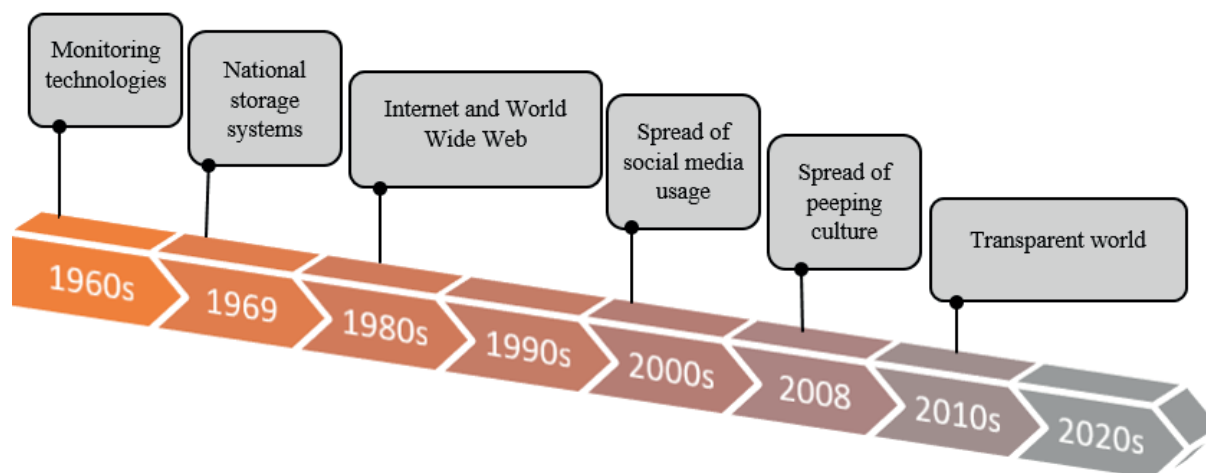 Monitoring
technologies
National
storage
systems
Internet and World
Wide Web
Spread of
social media
usage
Spread of
peeping
culture
Transparent world
1960s
1969
1980s
1990s
2000s
2008
2010s
2020s